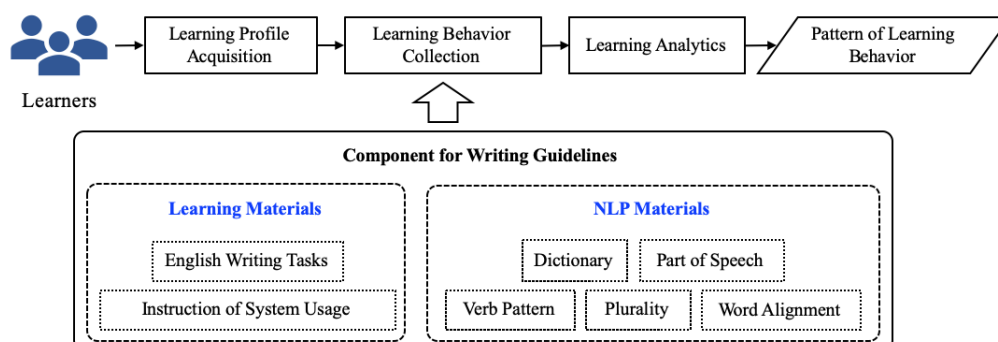 Learners
Learning Profile
Acquisition
Learning Behavior
Collection
Learning Analytics
Pattern of Learning
Behavior
Component for Writing Guidelines
Learning Materials
English Writing Tasks
Instruction of System Usage
NLP Materials
Dictionary
Part of Speech
Verb Pattern
Plurality
Word Alignment